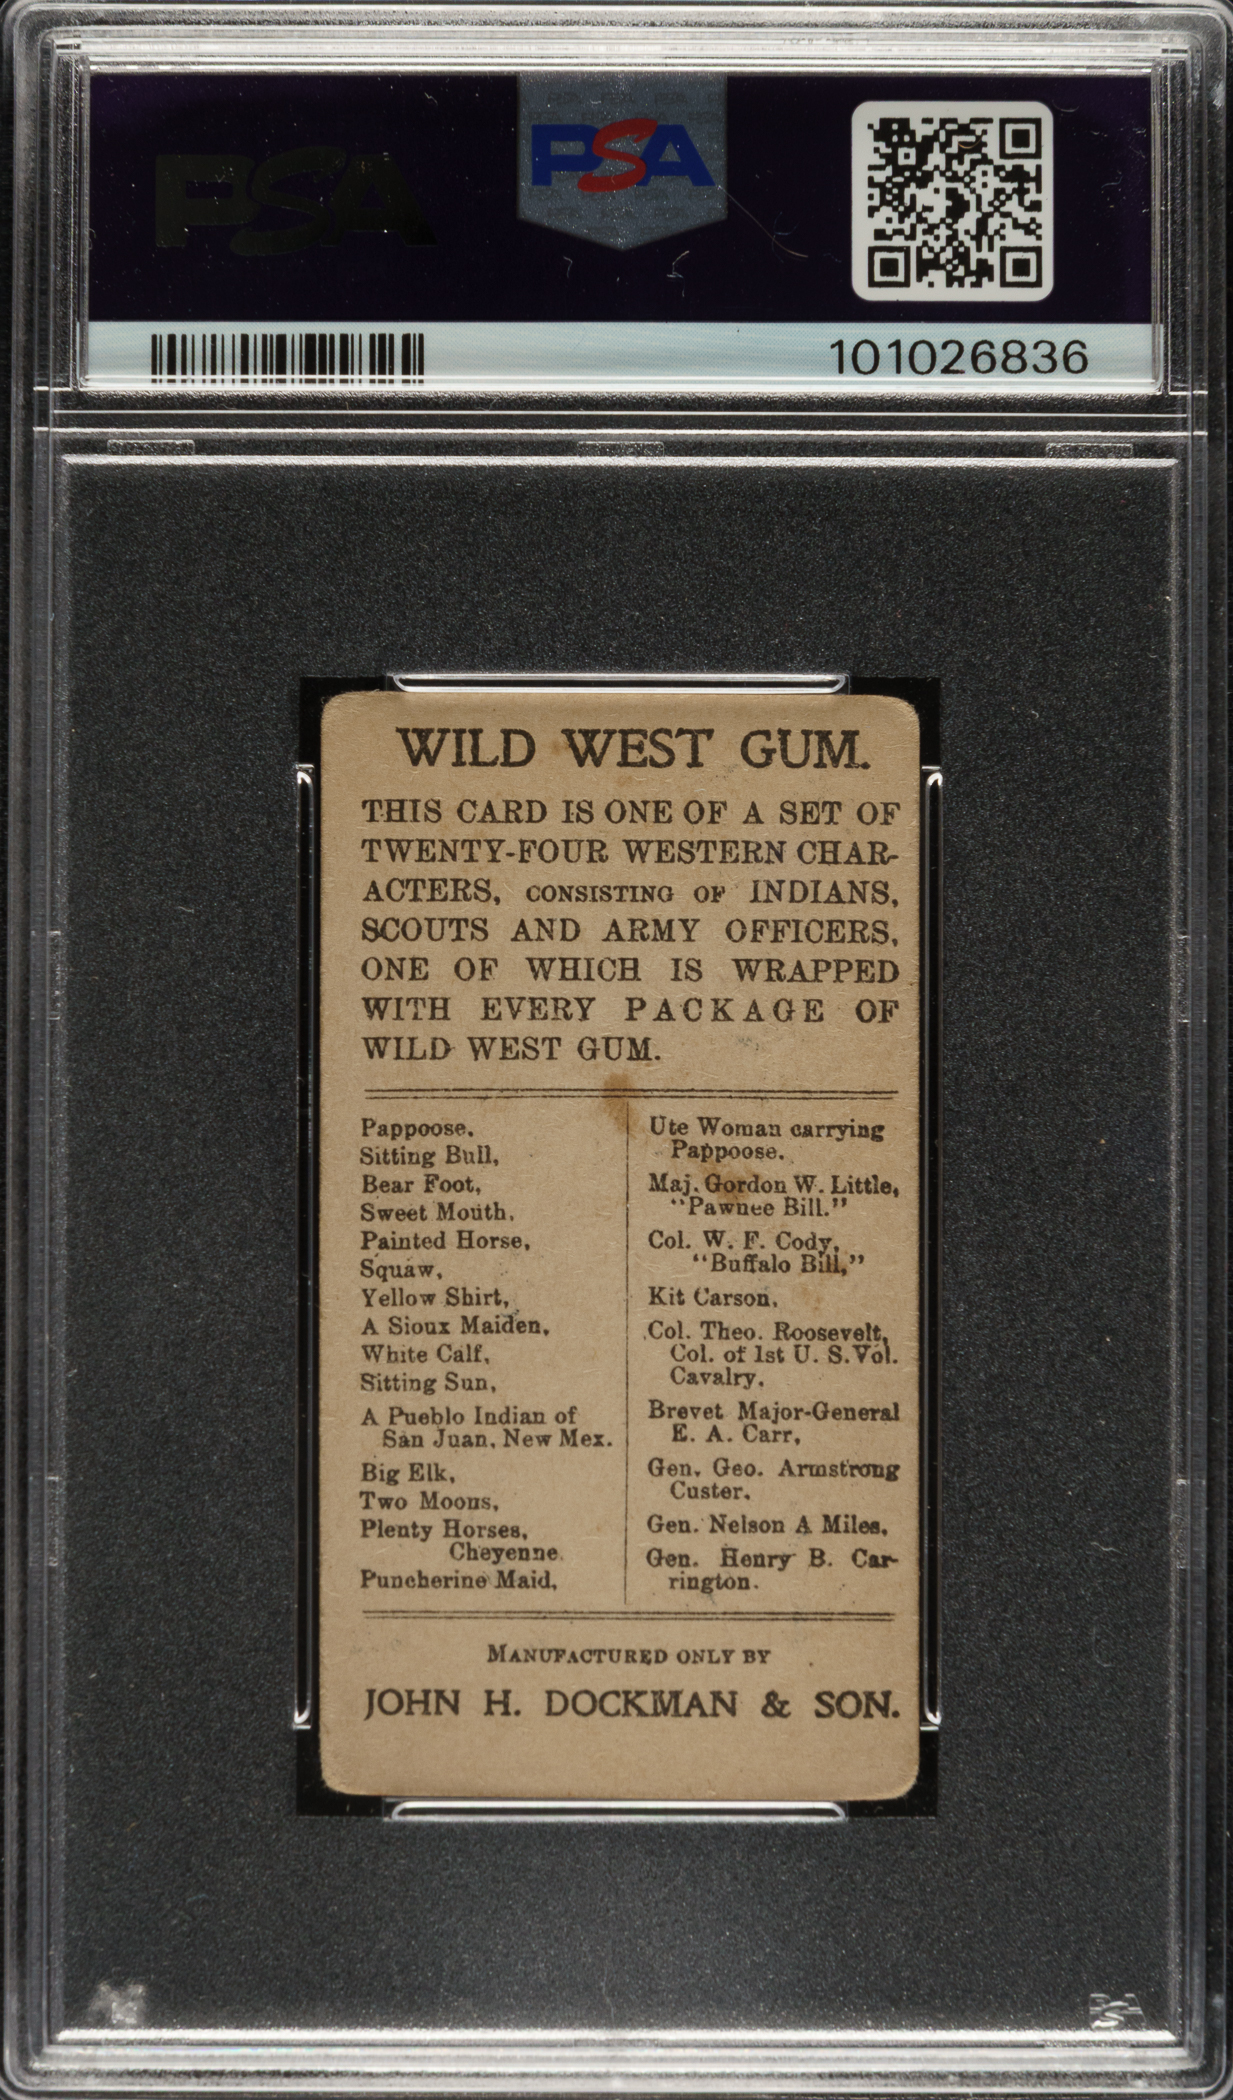 PSA
PSA
101026836
WILD WEST GUM.
THIS CARD IS ONE OF A SET OF
TWENTY-FOUR WESTERN CHAR-
ACTERS, CONSISTING OF INDIANS,
SCOUTS AND ARMY OFFICERS,
ONE OF WHICH IS WRAPPED
WITH EVERY PACKAGE OF
WILD WEST GUM.
Pappoose,
Sitting Bull,
Bear Foot,
Sweet Mouth,
Painted Horse,
Squaw,
Yellow Shirt,
A Sioux Maiden,
White Calf,
Sitting Sun,
A Pueblo Indian of
San Juan, New Mex.
Big Elk,
Two Moons,
Plenty Horses,
Cheyenne
Puncherine Maid,
Ute Woman carrying
Pappoose.
Maj. Gordon W. Little,
"Pawnee Bill."
Col. W. F. Cody,
"Buffalo Bill,"
Kit Carson,
Col. Theo. Roosevelt,
Col. of 1st U. S. Vol.
Cavalry,
Brevet Major-General
E. A. Carr,
Gen. Geo. Armstrong
Custer,
Gen. Nelson A Miles,
Gen. Henry B. Car-
rington.
MANUFACTURED ONLY BY
JOHN H. DOCKMAN & SON.
PSA